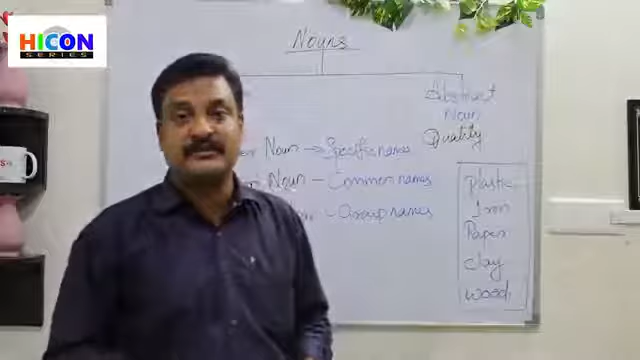 HICON
SERIES
Nouns
Abstract
Noun
Quality
Noun → Specific names
Noun - Common names
- Group names
Plastic
Iron
Paper
Clay
Wood